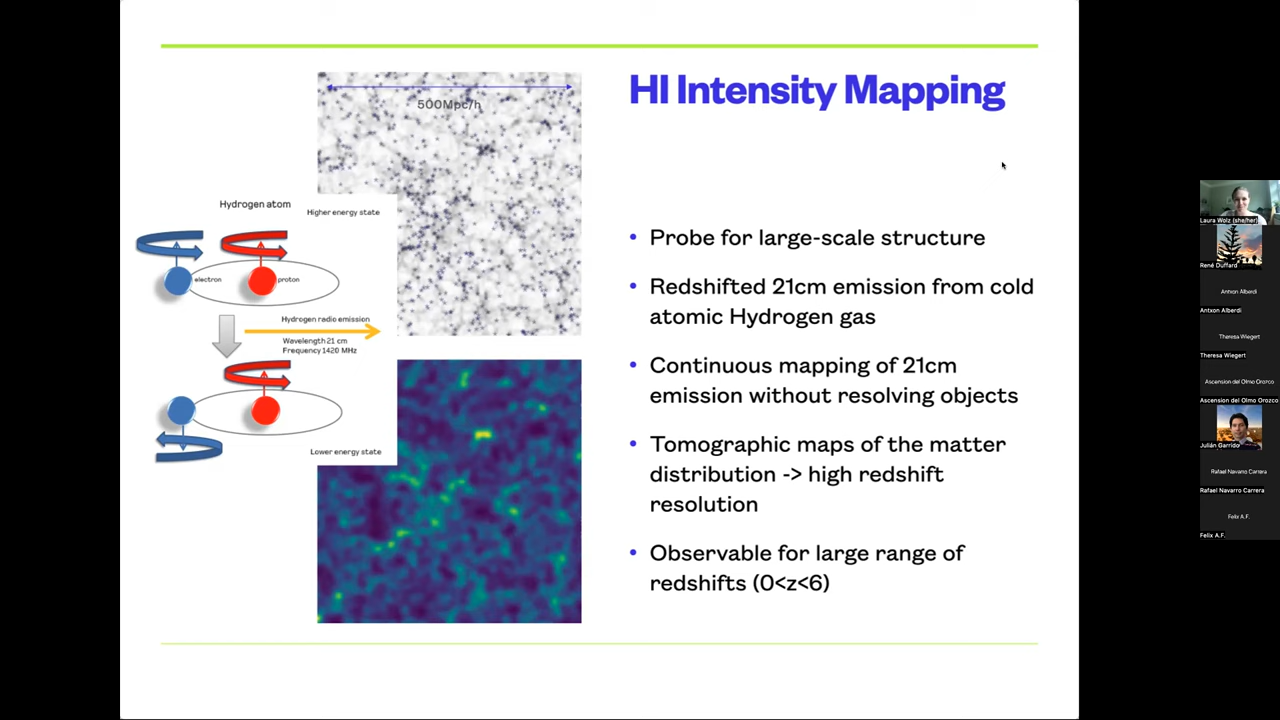 HI Intensity Mapping
500Mpc/h
Hydrogen atom
Higher energy state
electron
proton
Hydrogen radio emission
Wavelength 21 cm
Frequency 1420 MHz
Lower energy state
• Probe for large-scale structure
• Redshifted 21cm emission from cold
atomic Hydrogen gas
• Continuous mapping of 21cm
emission without resolving objects
• Tomographic maps of the matter
distribution -> high redshift
resolution
• Observable for large range of
redshifts (0<z<6)
Laura Wolz (she/her)
René Duffard
Antxon Alberdi
Antxon Alberdi
Theresa Wiegert
Theresa Wiegert
Ascension del Olmo Orozco
Ascension del Olmo Orozco
Julián Garrido
Rafael Navarro Carrera
Rafael Navarro Carrera
Felix A.F.
Felix A.F.